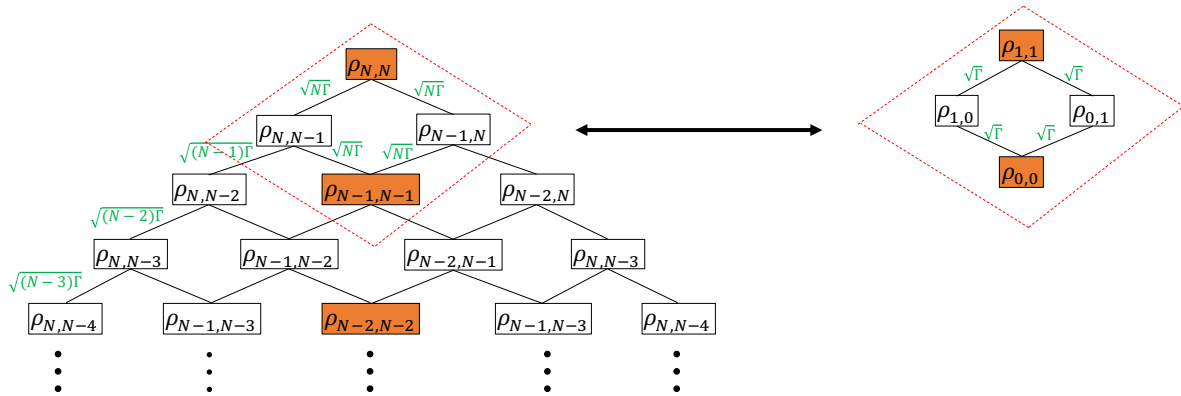 ρ_{N,N}
√(NΓ) √(NΓ)
ρ_{N,N−1} ρ_{N−1,N}
√((N−1)Γ) √(NΓ) √(NΓ)
ρ_{N,N−2} ρ_{N−1,N−1} ρ_{N−2,N}
√((N−2)Γ)
ρ_{N,N−3} ρ_{N−1,N−2} ρ_{N−2,N−1} ρ_{N,N−3}
√((N−3)Γ)
ρ_{N,N−4} ρ_{N−1,N−3} ρ_{N−2,N−2} ρ_{N−1,N−3} ρ_{N,N−4}
ρ_{1,1}
√Γ √Γ
ρ_{1,0} ρ_{0,1}
√Γ √Γ
ρ_{0,0}